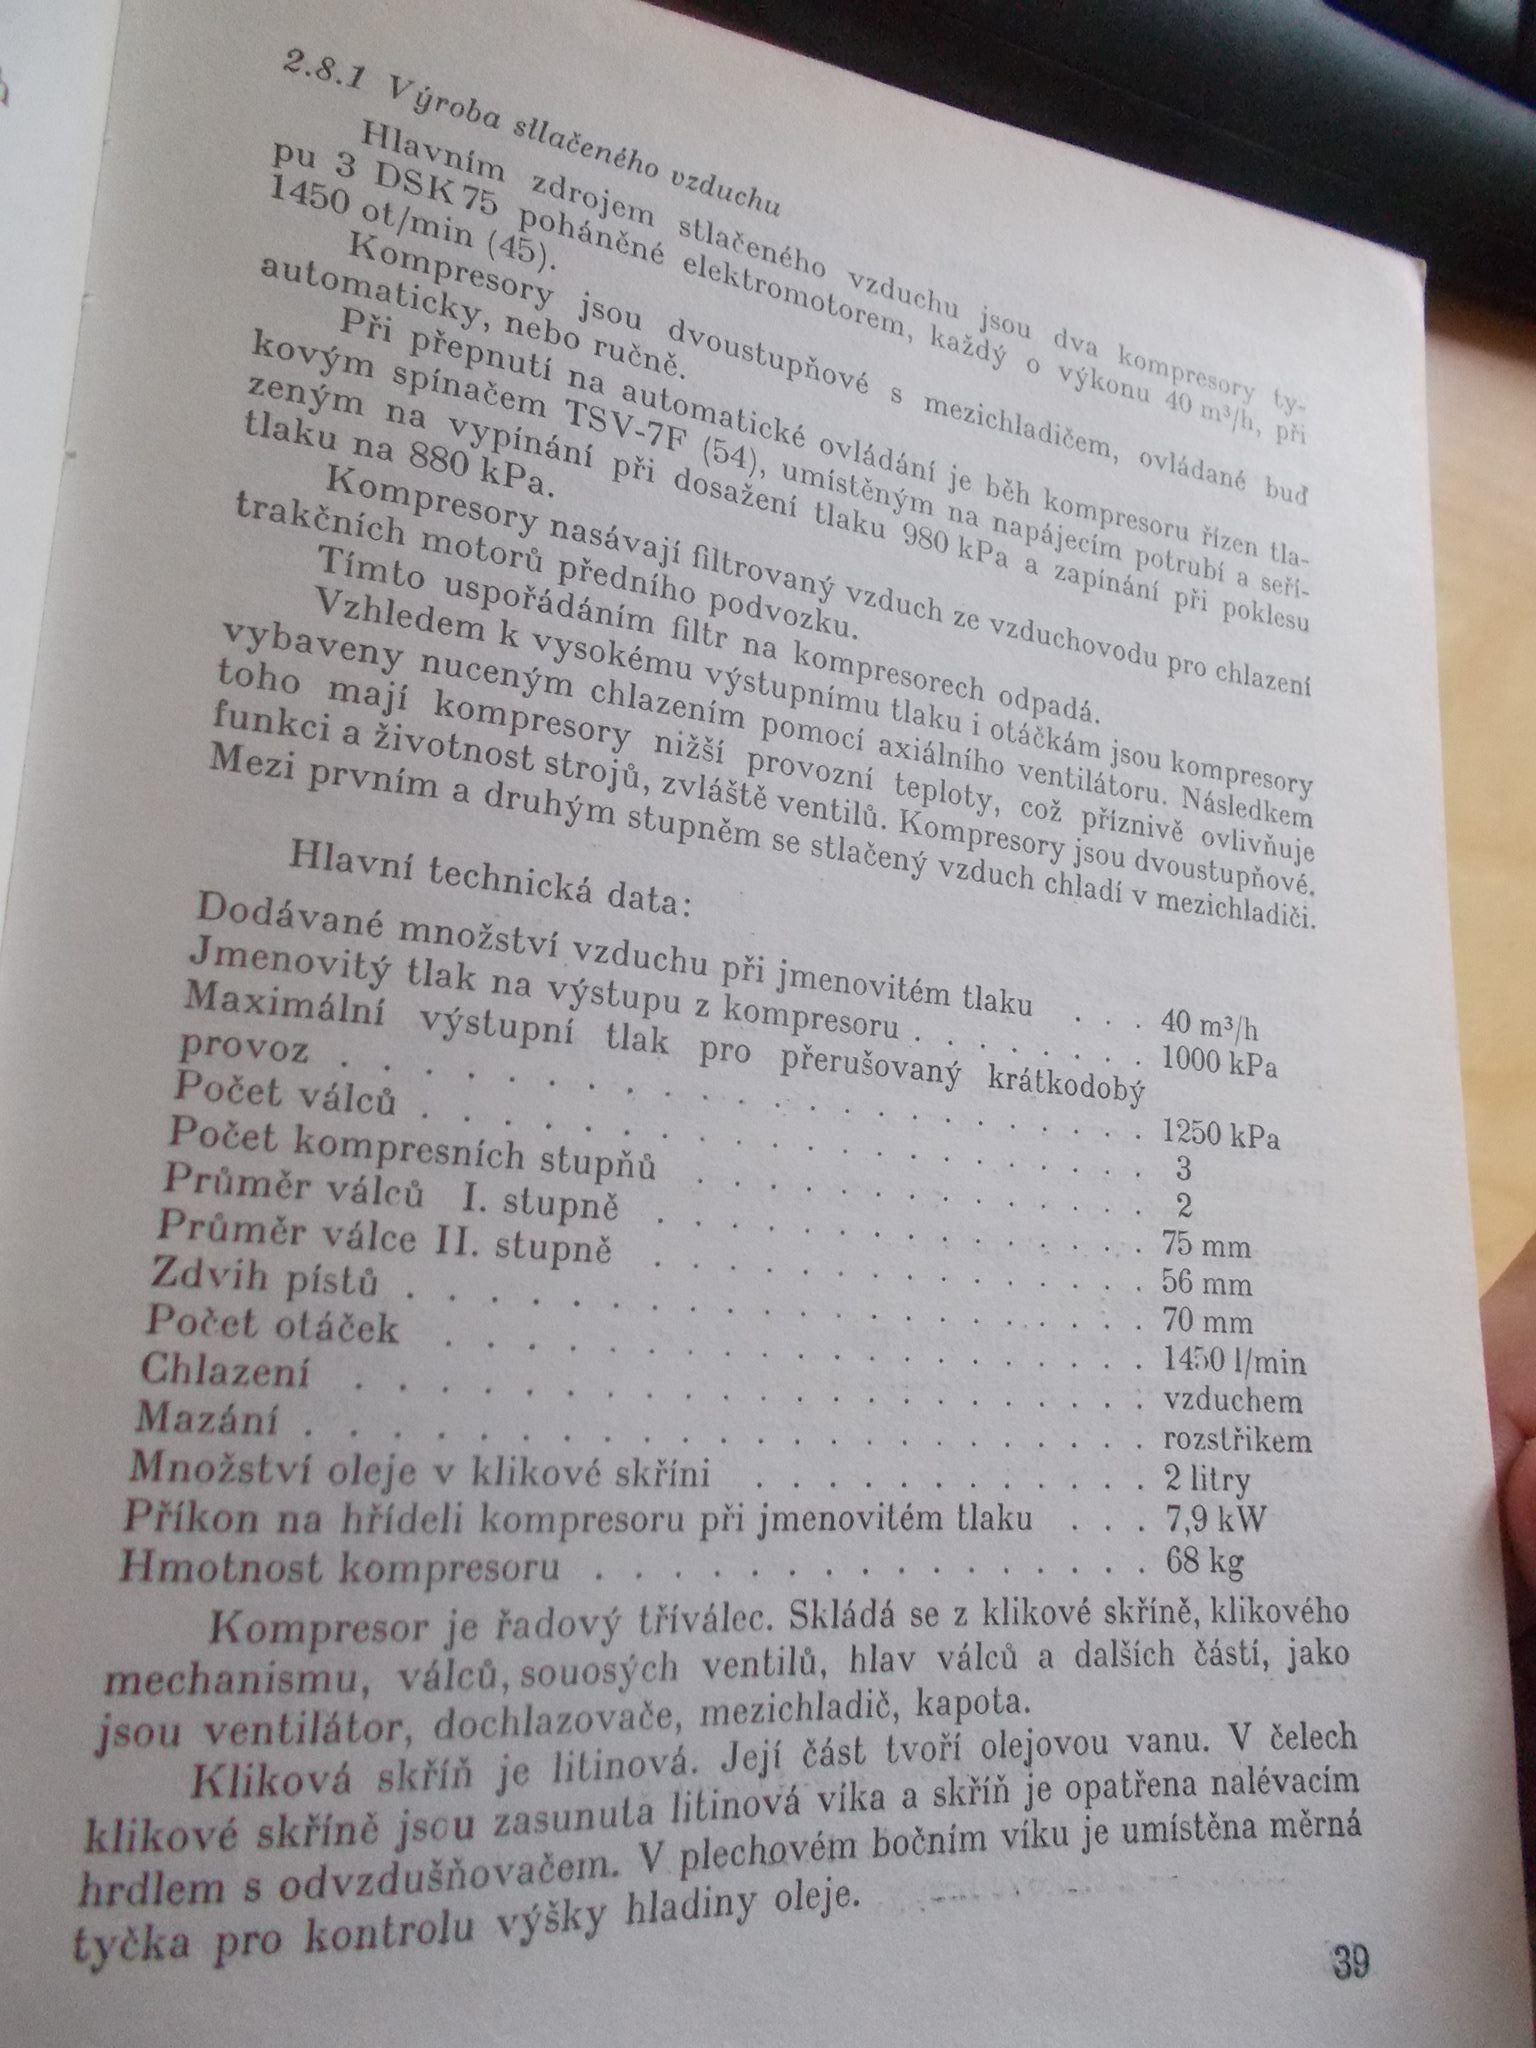 2.8.1 Výroba stlačeného vzduchu
Hlavním zdrojem stlačeného vzduchu jsou dva kompresory ty-
pu 3 DSK 75 poháněné elektromotorem, každý o výkonu 40 m³/h, při
1450 ot/min (45).
Kompresory jsou dvoustupňové s mezichladičem, ovládané buď
automaticky, nebo ručně.
Při přepnutí na automatické ovládání je běh kompresoru řízen tla-
kovým spínačem TSV-7F (54), umístěným na napájecím potrubí a seří-
zeným na vypínání při dosažení tlaku 980 kPa a zapínání při poklesu
tlaku na 880 kPa.
Kompresory nasávají filtrovaný vzduch ze vzduchovodu pro chlazení
trakčních motorů předního podvozku.
Tímto uspořádáním filtr na kompresorech odpadá.
Vzhledem k vysokému výstupnímu tlaku i otáčkám jsou kompresory
vybaveny nuceným chlazením pomocí axiálního ventilátoru. Následkem
toho mají kompresory nižší provozní teploty, což příznivě ovlivňuje
funkci a životnost strojů, zvláště ventilů. Kompresory jsou dvoustupňové.
Mezi prvním a druhým stupněm se stlačený vzduch chladí v mezichladiči.
Hlavní technická data:
Dodávané množství vzduchu při jmenovitém tlaku . . . 40 m³/h
Jmenovitý tlak na výstupu z kompresoru . . . . . . . . 1000 kPa
Maximální výstupní tlak pro přerušovaný krátkodobý
provoz . . . . . . . . . . . . . . . . . . . . 1250 kPa
Počet válců . . . . . . . . . . . . . . . . . . 3
Počet kompresních stupňů . . . . . . . . . . . . 2
Průměr válců I. stupně . . . . . . . . . . . . . 75 mm
Průměr válce II. stupně . . . . . . . . . . . . . 56 mm
Zdvih pístů . . . . . . . . . . . . . . . . . . . 70 mm
Počet otáček . . . . . . . . . . . . . . . . . . 1450 l/min
Chlazení . . . . . . . . . . . . . . . . . . . . vzduchem
Mazání . . . . . . . . . . . . . . . . . . . . . rozstřikem
Množství oleje v klikové skříni . . . . . . . . . . 2 litry
Příkon na hřídeli kompresoru při jmenovitém tlaku . . . 7,9 kW
Hmotnost kompresoru . . . . . . . . . . . . . . . 68 kg
Kompresor je řadový tříválec. Skládá se z klikové skříně, klikového
mechanismu, válců, souosých ventilů, hlav válců a dalších částí, jako
jsou ventilátor, dochlazovače, mezichladič, kapota.
Kliková skříň je litinová. Její část tvoří olejovou vanu. V čelech
klikové skříně jsou zasunuta litinová víka a skříň je opatřena nalévacím
hrdlem s odvzdušňovačem. V plechovém bočním víku je umístěna měrná
tyčka pro kontrolu výšky hladiny oleje.
39